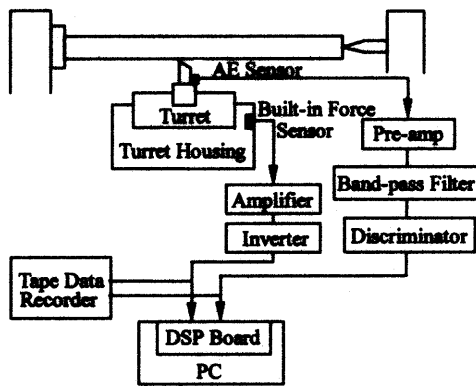 AE Sensor
Turret
Built-in Force
Sensor
Turret Housing
Pre-amp
Band-pass Filter
Amplifier
Discriminator
Inverter
Tape Data
Recorder
DSP Board
PC